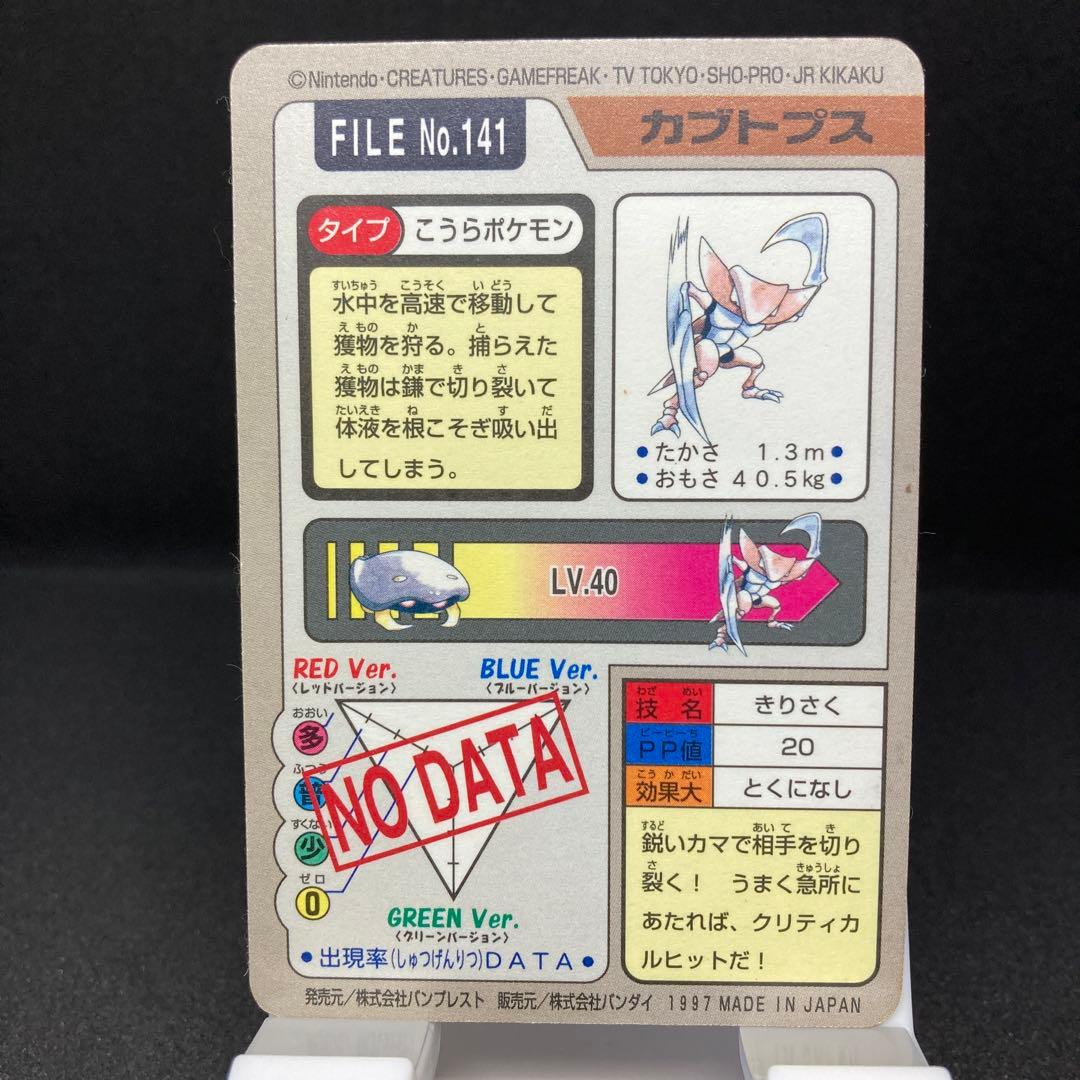 ©Nintendo・CREATURES・GAMEFREAK・TV TOKYO・SHO-PRO・JR KIKAKU
FILE No.141
カブトプス
タイプ こうらポケモン
すいちゅう こうそく いどう
水中を高速で移動して
えもの か と
獲物を狩る。捕らえた
えもの かま き さ
獲物は鎌で切り裂いて
たいえき ね す だ
体液を根こそぎ吸い出
してしまう。
●たかさ 1.3m●
●おもさ 40.5kg●
LV.40
RED Ver.
〈レッドバージョン〉
BLUE Ver.
〈ブルーバージョン〉
おおい
多
ふつう
普
すくない
少
ゼロ
0
NO DATA
GREEN Ver.
〈グリーンバージョン〉
●出現率(しゅつげんりつ)DATA●
わざ めい
技名 きりさく
ピーピーち
PP値 20
こうかだい
効果大 とくになし
するど あいて き
鋭いカマで相手を切り
さ きゅうしょ
裂く! うまく急所に
あたれば、クリティカ
ルヒットだ!
発売元/株式会社バンプレスト 販売元/株式会社バンダイ 1997 MADE IN JAPAN